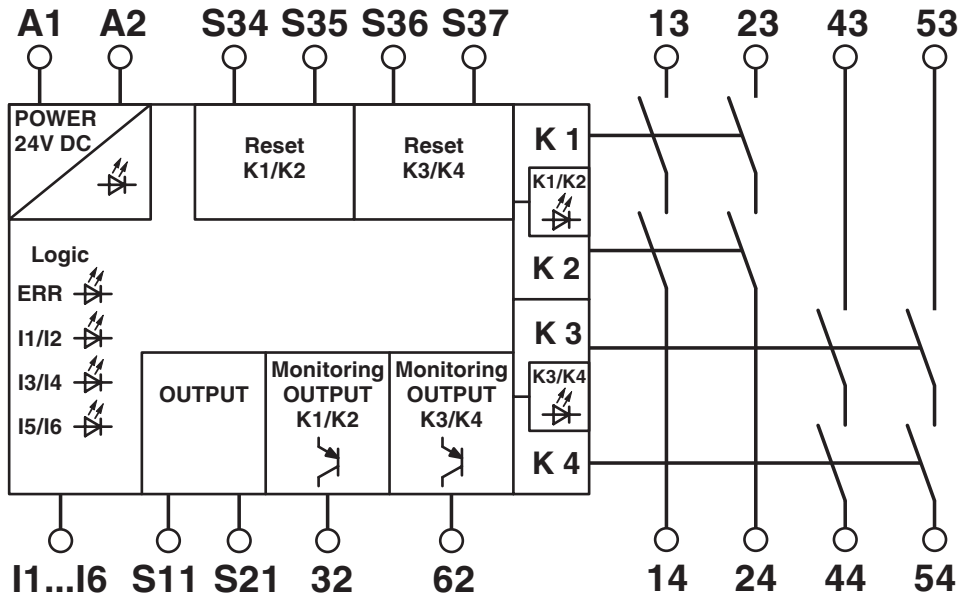 A1 A2 S34 S35 S36 S37 13 23 43 53
POWER
24V DC
Reset
K1/K2
Reset
K3/K4
K 1
K1/K2
K 2
Logic
ERR
I1/I2
I3/I4
I5/I6
OUTPUT
Monitoring
OUTPUT
K1/K2
Monitoring
OUTPUT
K3/K4
K 3
K3/K4
K 4
I1...I6 S11 S21 32 62 14 24 44 54